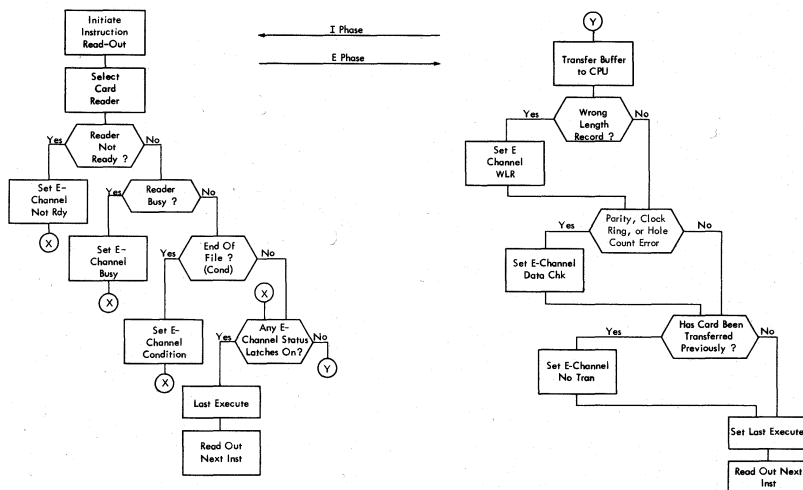 Initiate
Instruction
Read-Out
Select
Card
Reader
Yes
Reader
Not
Ready ?
No
Set E-
Channel
Not Rdy
X
Yes
Reader
Busy ?
No
Set E-
Channel
Busy
X
Yes
End Of
File ?
(Cond)
No
Set E-
Channel
Condition
X
X
Yes
Any E-
Channel Status
Latches On?
No
Y
Last Execute
Read Out
Next Inst
I Phase
E Phase
Y
Transfer Buffer
to CPU
Yes
Wrong
Length
Record ?
No
Set E
Channel
WLR
Yes
Parity, Clock
Ring, or Hole
Count Error
No
Set E-Channel
Data Chk
Yes
Has Card Been
Transferred
Previously ?
No
Set E-Channel
No Tran
Set Last Execute
Read Out Next
Inst